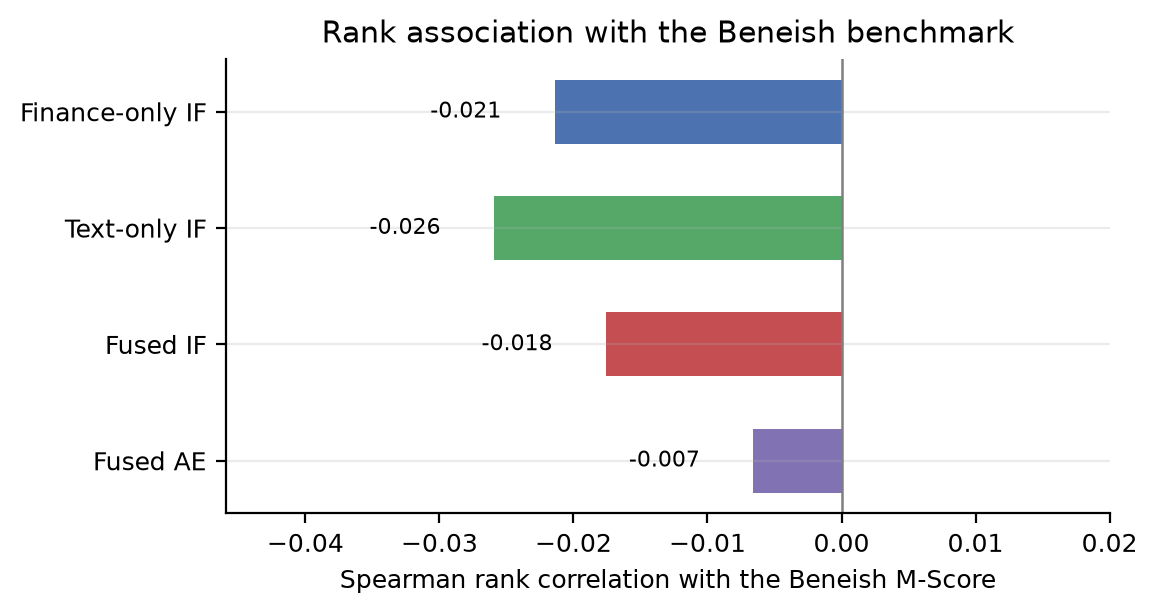 Rank association with the Beneish benchmark
Finance-only IF
-0.021
Text-only IF
-0.026
Fused IF
-0.018
Fused AE
-0.007
−0.04 −0.03 −0.02 −0.01 0.00 0.01 0.02
Spearman rank correlation with the Beneish M-Score